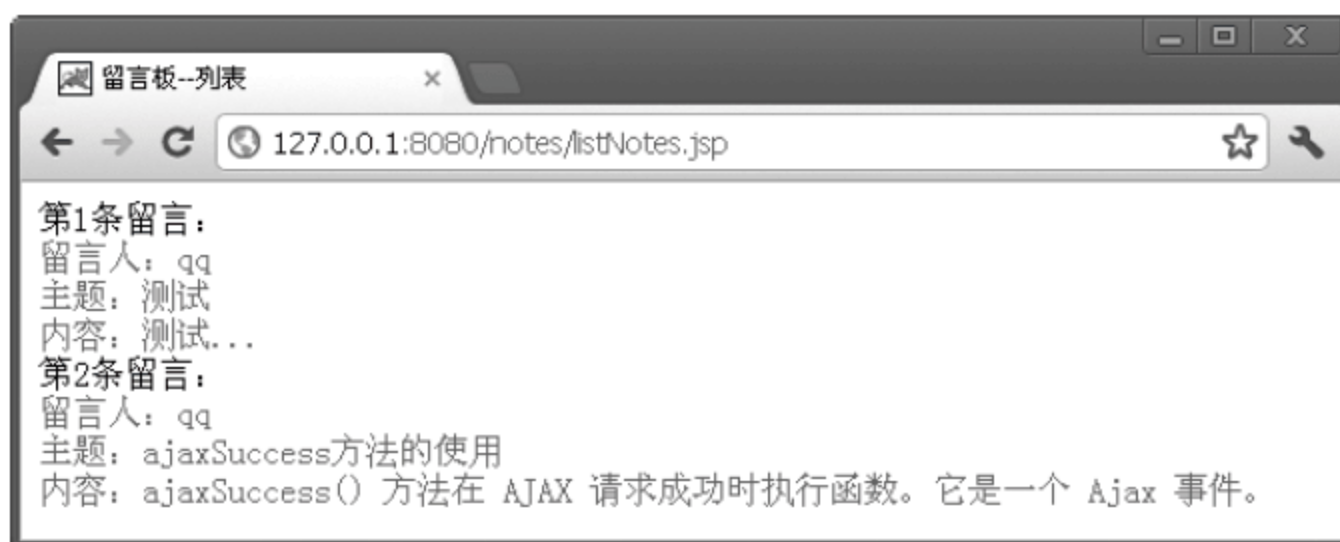 留言板--列表
127.0.0.1:8080/notes/listNotes.jsp
第1条留言：
留言人：qq
主题：测试
内容：测试...
第2条留言：
留言人：qq
主题：ajaxSuccess方法的使用
内容：ajaxSuccess() 方法在 AJAX 请求成功时执行函数。它是一个 Ajax 事件。